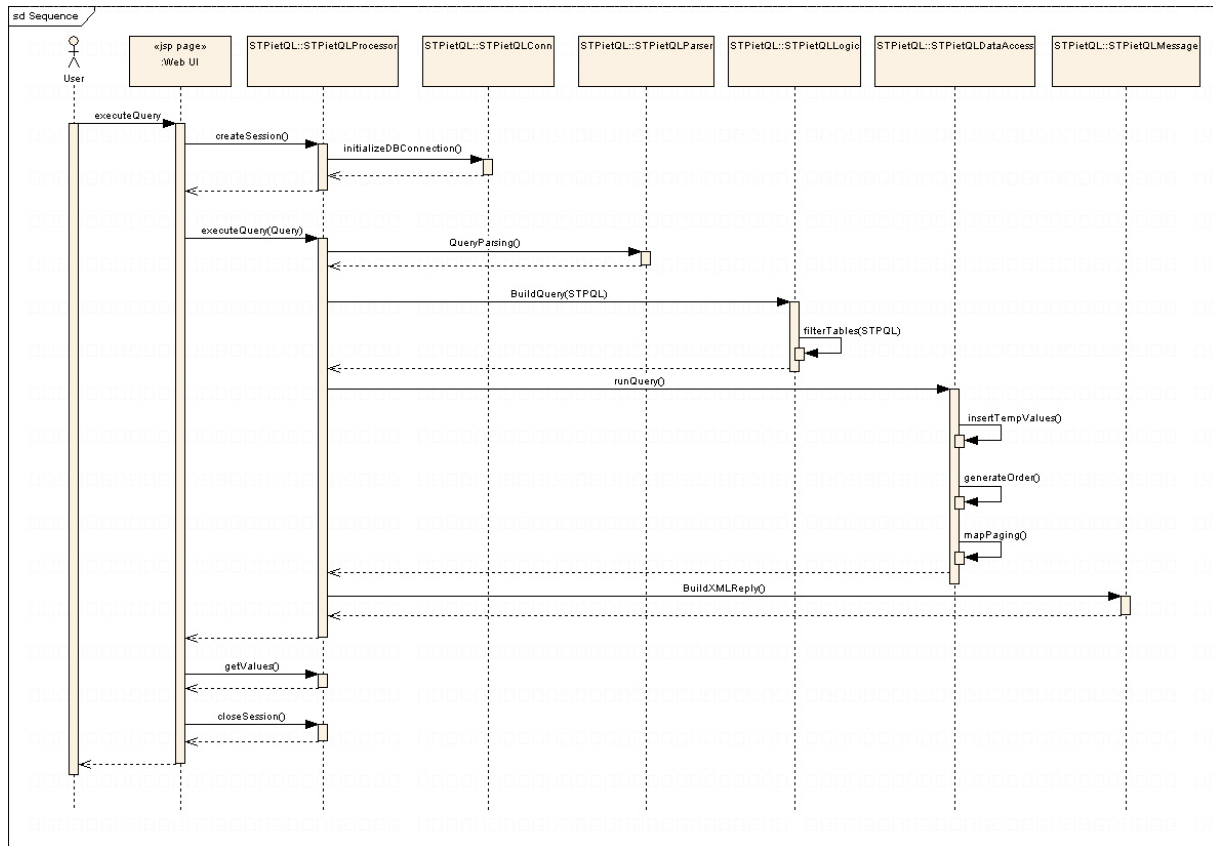 sd Sequence
User
«jsp page»
:Web UI
STPietQL::STPietQLProcessor
STPietQL::STPietQLConn
STPietQL::STPietQLParser
STPietQL::STPietQLLogic
STPietQL::STPietQLDataAccess
STPietQL::STPietQLMessage
executeQuery
createSession()
initializeDBConnection()
executeQuery(Query)
QueryParsing()
BuildQuery(STPQL)
filterTables(STPQL)
runQuery()
insertTempValues()
generateOrder()
mapPaging()
BuildXMLReply()
getValues()
closeSession()